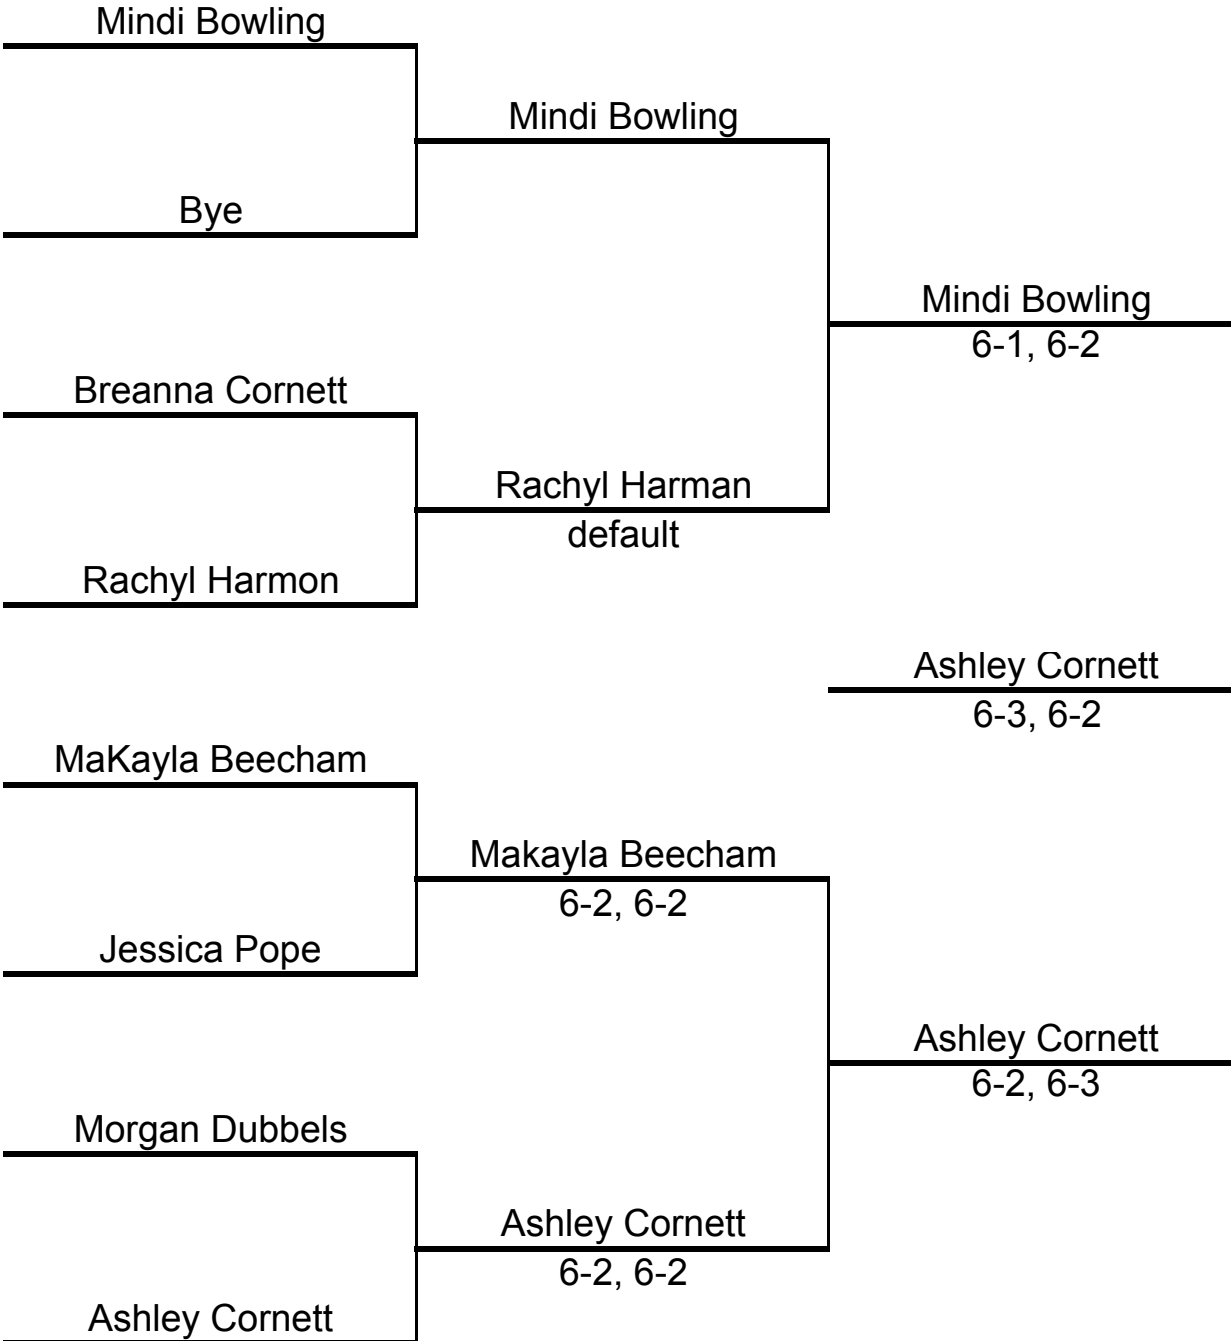 Mindi Bowling
Mindi Bowling
Bye
Mindi Bowling
6-1, 6-2
Breanna Cornett
Rachyl Harman
default
Rachyl Harmon
Ashley Cornett
6-3, 6-2
MaKayla Beecham
Makayla Beecham
6-2, 6-2
Jessica Pope
Ashley Cornett
6-2, 6-3
Morgan Dubbels
Ashley Cornett
6-2, 6-2
Ashley Cornett